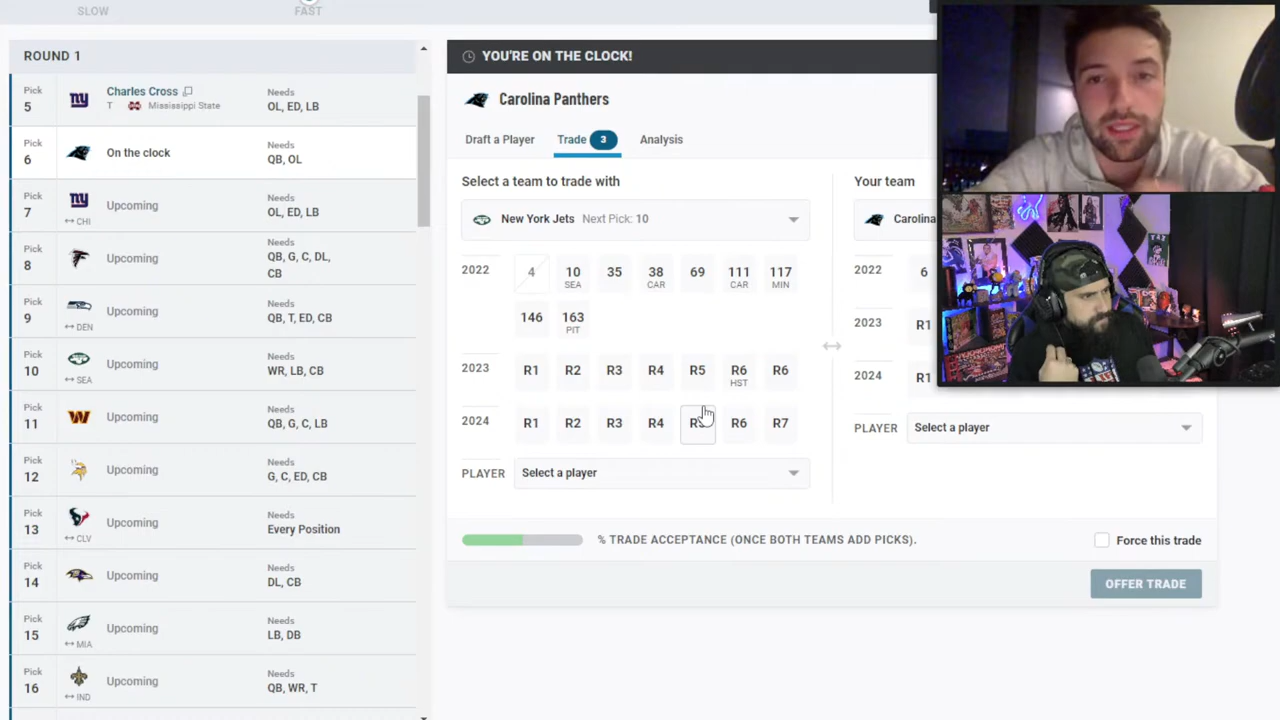 SLOW FAST
ROUND 1
Pick 5 Charles Cross T Mississippi State Needs OL, ED, LB
Pick 6 On the clock Needs QB, OL
Pick 7 CHI Upcoming Needs OL, ED, LB
Pick 8 Upcoming Needs QB, G, C, DL, CB
Pick 9 DEN Upcoming Needs QB, T, ED, CB
Pick 10 SEA Upcoming Needs WR, LB, CB
Pick 11 Upcoming Needs QB, G, C, LB
Pick 12 Upcoming Needs G, C, ED, CB
Pick 13 CLV Upcoming Needs Every Position
Pick 14 Upcoming Needs DL, CB
Pick 15 MIA Upcoming Needs LB, DB
Pick 16 IND Upcoming Needs QB, WR, T
YOU'RE ON THE CLOCK!
Carolina Panthers
Draft a Player Trade 3 Analysis
Select a team to trade with
New York Jets Next Pick: 10
2022 4 10 SEA 35 38 CAR 69 111 CAR 117 MIN
146 163 PIT
2023 R1 R2 R3 R4 R5 R6 HST R6
2024 R1 R2 R3 R4 R5 R6 R7
PLAYER Select a player
Your team
Carolina
2022 6
2023 R1
2024 R1
PLAYER Select a player
% TRADE ACCEPTANCE (ONCE BOTH TEAMS ADD PICKS).
Force this trade
OFFER TRADE